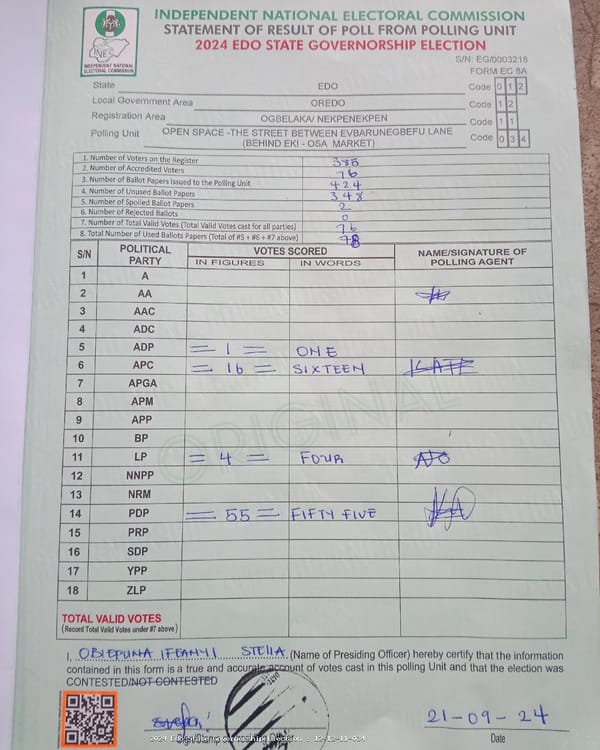 INDEPENDENT NATIONAL ELECTORAL COMMISSION
STATEMENT OF RESULT OF POLL FROM POLLING UNIT
2024 EDO STATE GOVERNORSHIP ELECTION
INEC
INDEPENDENT NATIONAL
ELECTORAL COMMISSION
S/N: EG/0003218
FORM EC 8A
State EDO Code 0 1 2
Local Government Area OREDO Code 1 2
Registration Area OGBELAKA/ NEKPENEKPEN Code 1 1
Polling Unit OPEN SPACE -THE STREET BETWEEN EVBARUNEGBEFU LANE Code 0 3 4
(BEHIND EKI - OSA MARKET)
1. Number of Voters on the Register 385
2. Number of Accredited Voters 76
3. Number of Ballot Papers Issued to the Polling Unit 424
4. Number of Unused Ballot Papers 348
5. Number of Spoiled Ballot Papers 2
6. Number of Rejected Ballots 0
7. Number of Total Valid Votes (Total Valid Votes cast for all parties) 76
8. Total Number of Used Ballots Papers (Total of #5 + #6 + #7 above) 78
S/N POLITICAL PARTY VOTES SCORED NAME/SIGNATURE OF POLLING AGENT
IN FIGURES IN WORDS
1 A
2 AA
3 AAC
4 ADC
5 ADP = 1 = ONE
6 APC = 16 = SIXTEEN KATE
7 APGA
8 APM
9 APP
10 BP
11 LP = 4 = FOUR
12 NNPP
13 NRM
14 PDP = 55 = FIFTY FIVE
15 PRP
16 SDP
17 YPP
18 ZLP
ORIGINAL
TOTAL VALID VOTES
(Record Total Valid Votes under #7 above)
I, OBIEPUNA IFEANYI STELLA (Name of Presiding Officer) hereby certify that the information
contained in this form is a true and accurate account of votes cast in this polling Unit and that the election was
CONTESTED/NOT CONTESTED
21-09-24
Date